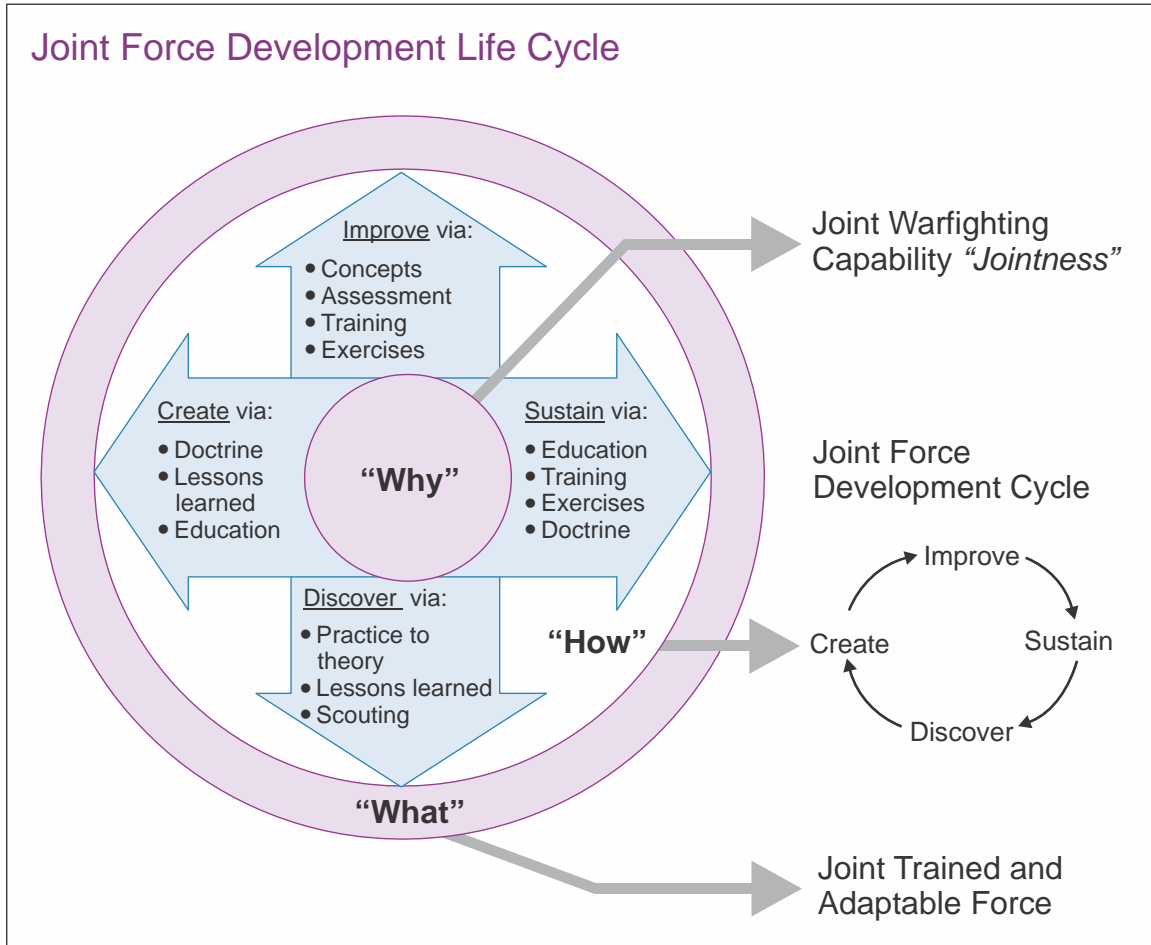 Joint Force Development Life Cycle
Improve via:
• Concepts
• Assessment
• Training
• Exercises
Create via:
• Doctrine
• Lessons
learned
• Education
“Why”
Sustain via:
• Education
• Training
• Exercises
• Doctrine
Discover via:
• Practice to
theory
• Lessons learned
• Scouting
“How”
“What”
Joint Warfighting
Capability “Jointness”
Joint Force
Development Cycle
Improve
Create
Sustain
Discover
Joint Trained and
Adaptable Force